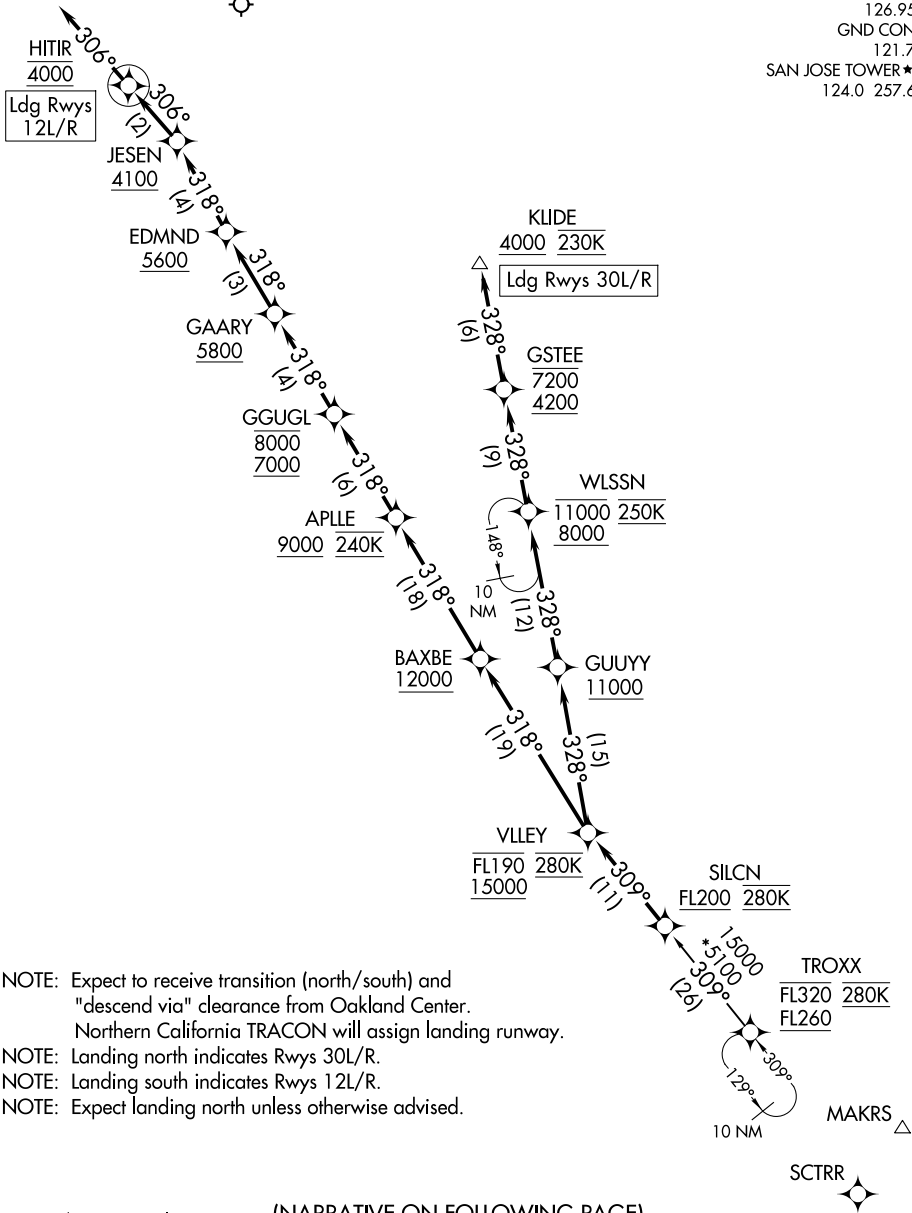 126.95
GND CON
121.7
SAN JOSE TOWER★
124.0 257.6
306°
HITIR
4000
Ldg Rwys
12L/R
306°
(2)
JESEN
4100
318°
(4)
EDMND
5600
318°
(3)
GAARY
5800
318°
(4)
GGUGL
8000
7000
318°
(6)
APLLE
9000 240K
318°
(18)
BAXBE
12000
318°
(19)
KLIDE
4000 230K
Ldg Rwys 30L/R
328°
(6)
GSTEE
7200
4200
328°
(9)
WLSSN
11000 250K
8000
148°
10
NM
328°
(12)
GUUYY
11000
328°
(15)
VLLEY
FL190 280K
15000
309°
(11)
SILCN
FL200 280K
15000
*5100
309°
(26)
TROXX
FL320 280K
FL260
309°
129°
10 NM
MAKRS
SCTRR
NOTE: Expect to receive transition (north/south) and
"descend via" clearance from Oakland Center.
Northern California TRACON will assign landing runway.
NOTE: Landing north indicates Rwys 30L/R.
NOTE: Landing south indicates Rwys 12L/R.
NOTE: Expect landing north unless otherwise advised.
(NARRATIVE ON FOLLOWING PAGE)